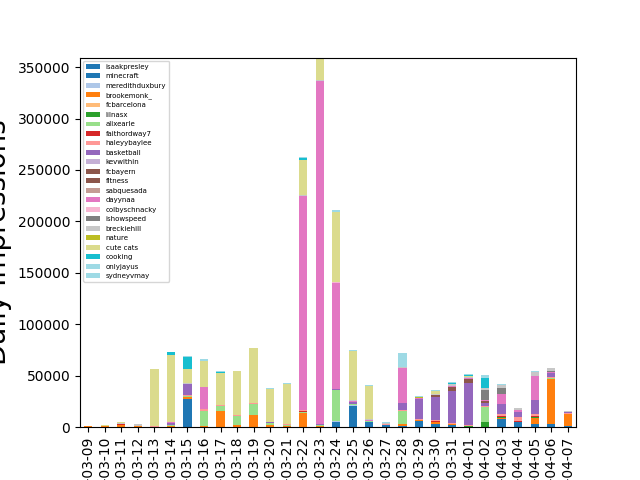 350000
300000
250000
200000
150000
100000
50000
0
isaakpresley
minecraft
meredithduxbury
brookemonk_
fcbarcelona
illnasx
alixearle
faithordway7
haleyybaylee
basketball
kevwithin
fcbayern
fitness
sabquesada
dayynaa
colbyschnacky
ishowspeed
breckiehill
nature
cute cats
cooking
onlyjayus
sydneyvmay
Daily Impressions
03-09
03-10
03-11
03-12
03-13
03-14
03-15
03-16
03-17
03-18
03-19
03-20
03-21
03-22
03-23
03-24
03-25
03-26
03-27
03-28
03-29
03-30
03-31
04-01
04-02
04-03
04-04
04-05
04-06
04-07